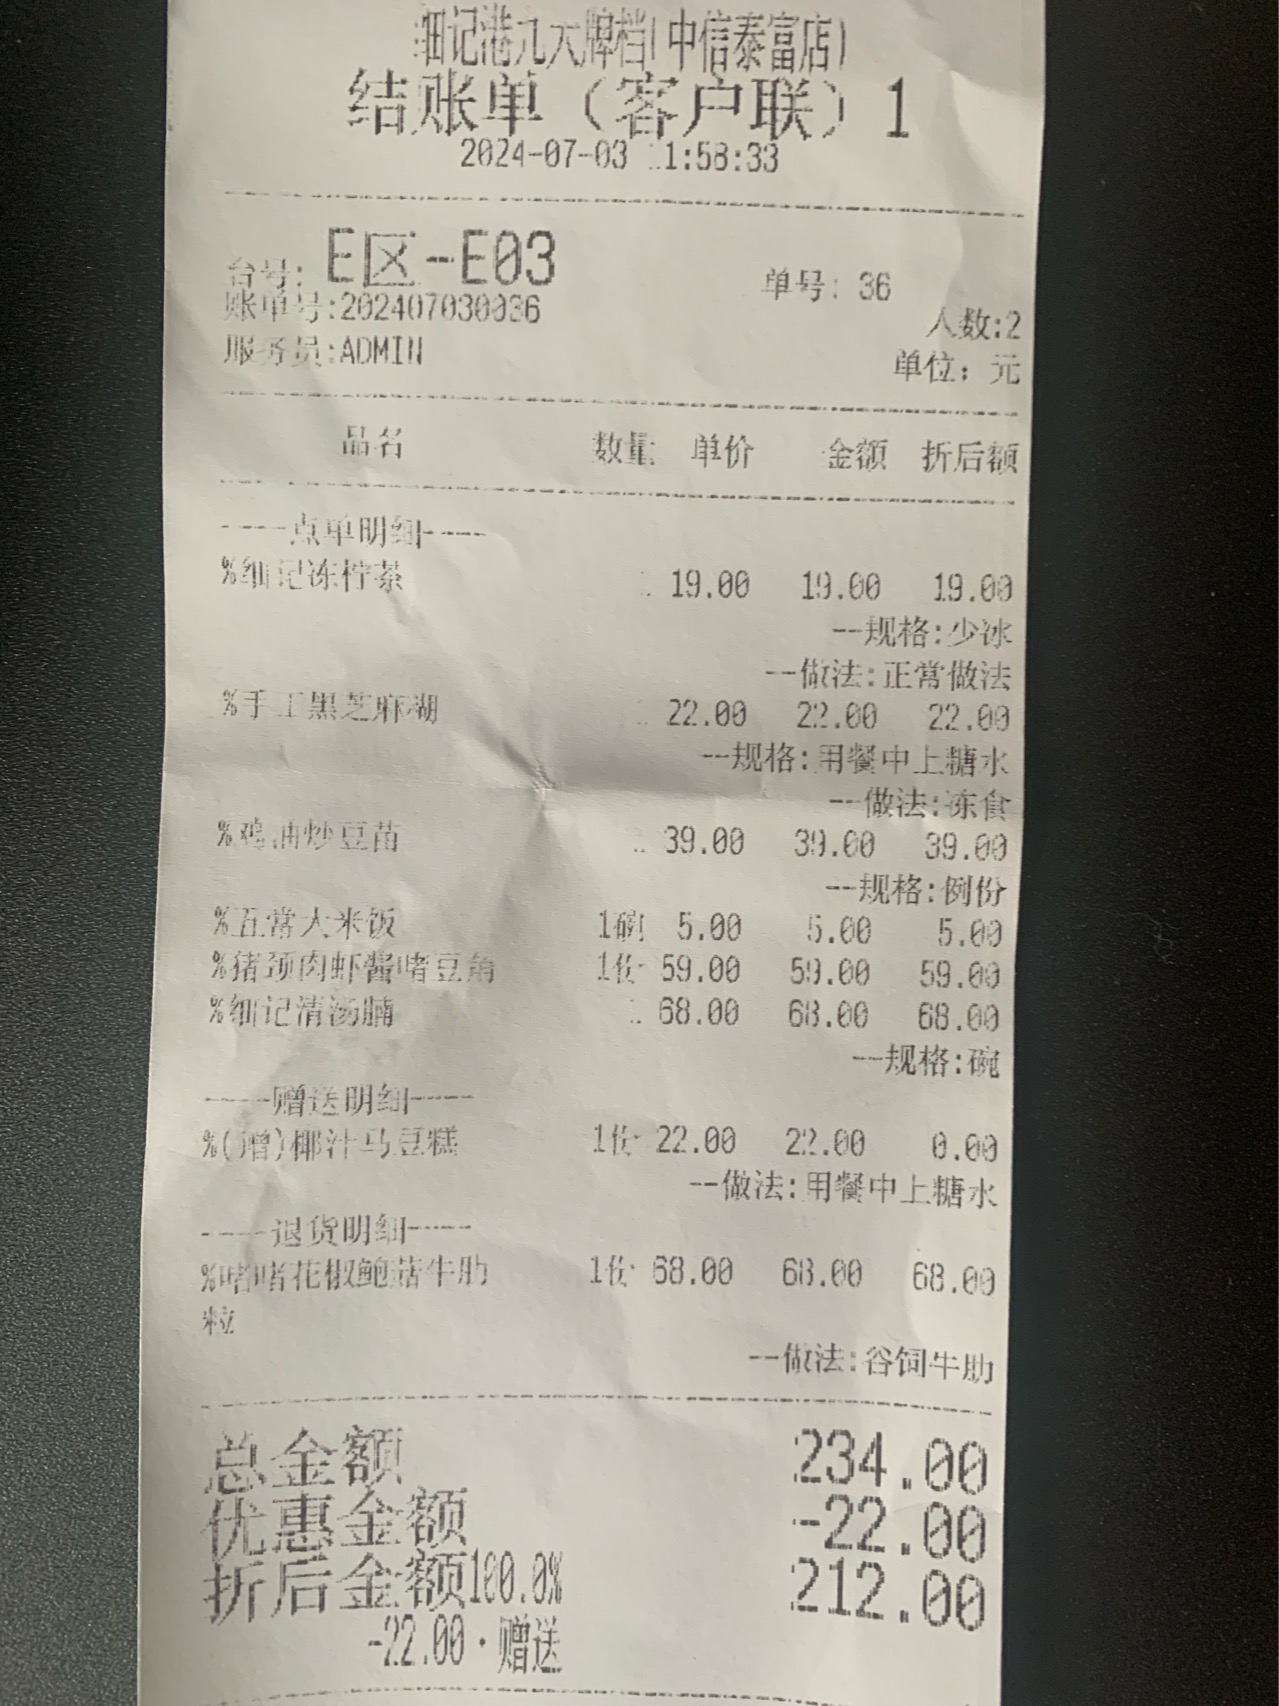 细记港九大牌档(中信泰富店)
结账单（客户联）1
2024-07-03 11:58:33
台号: E区-E03 单号: 36
账单号:202407030036 人数:2
服务员:ADMIN 单位: 元
品名 数量 单价 金额 折后额
----点单明细----
%细记冻柠茶 19.00 19.00 19.00
--规格:少冰
--做法:正常做法
%手工黑芝麻糊 22.00 22.00 22.00
--规格:用餐中上糖水
--做法:冻食
%鸡油炒豆苗 39.00 39.00 39.00
--规格:例份
%五常大米饭 1碗 5.00 5.00 5.00
%猪颈肉虾酱啫豆角 1份 59.00 59.00 59.00
%细记清汤腩 68.00 68.00 68.00
--规格:碗
----赠送明细----
%(赠)椰汁马豆糕 1份 22.00 22.00 0.00
--做法:用餐中上糖水
----退货明细----
%啫啫花椒鲍菇牛肋 1份 68.00 68.00 68.00
粒
--做法:谷饲牛肋
总金额 234.00
优惠金额 -22.00
折后金额100.0% 212.00
-22.00·赠送